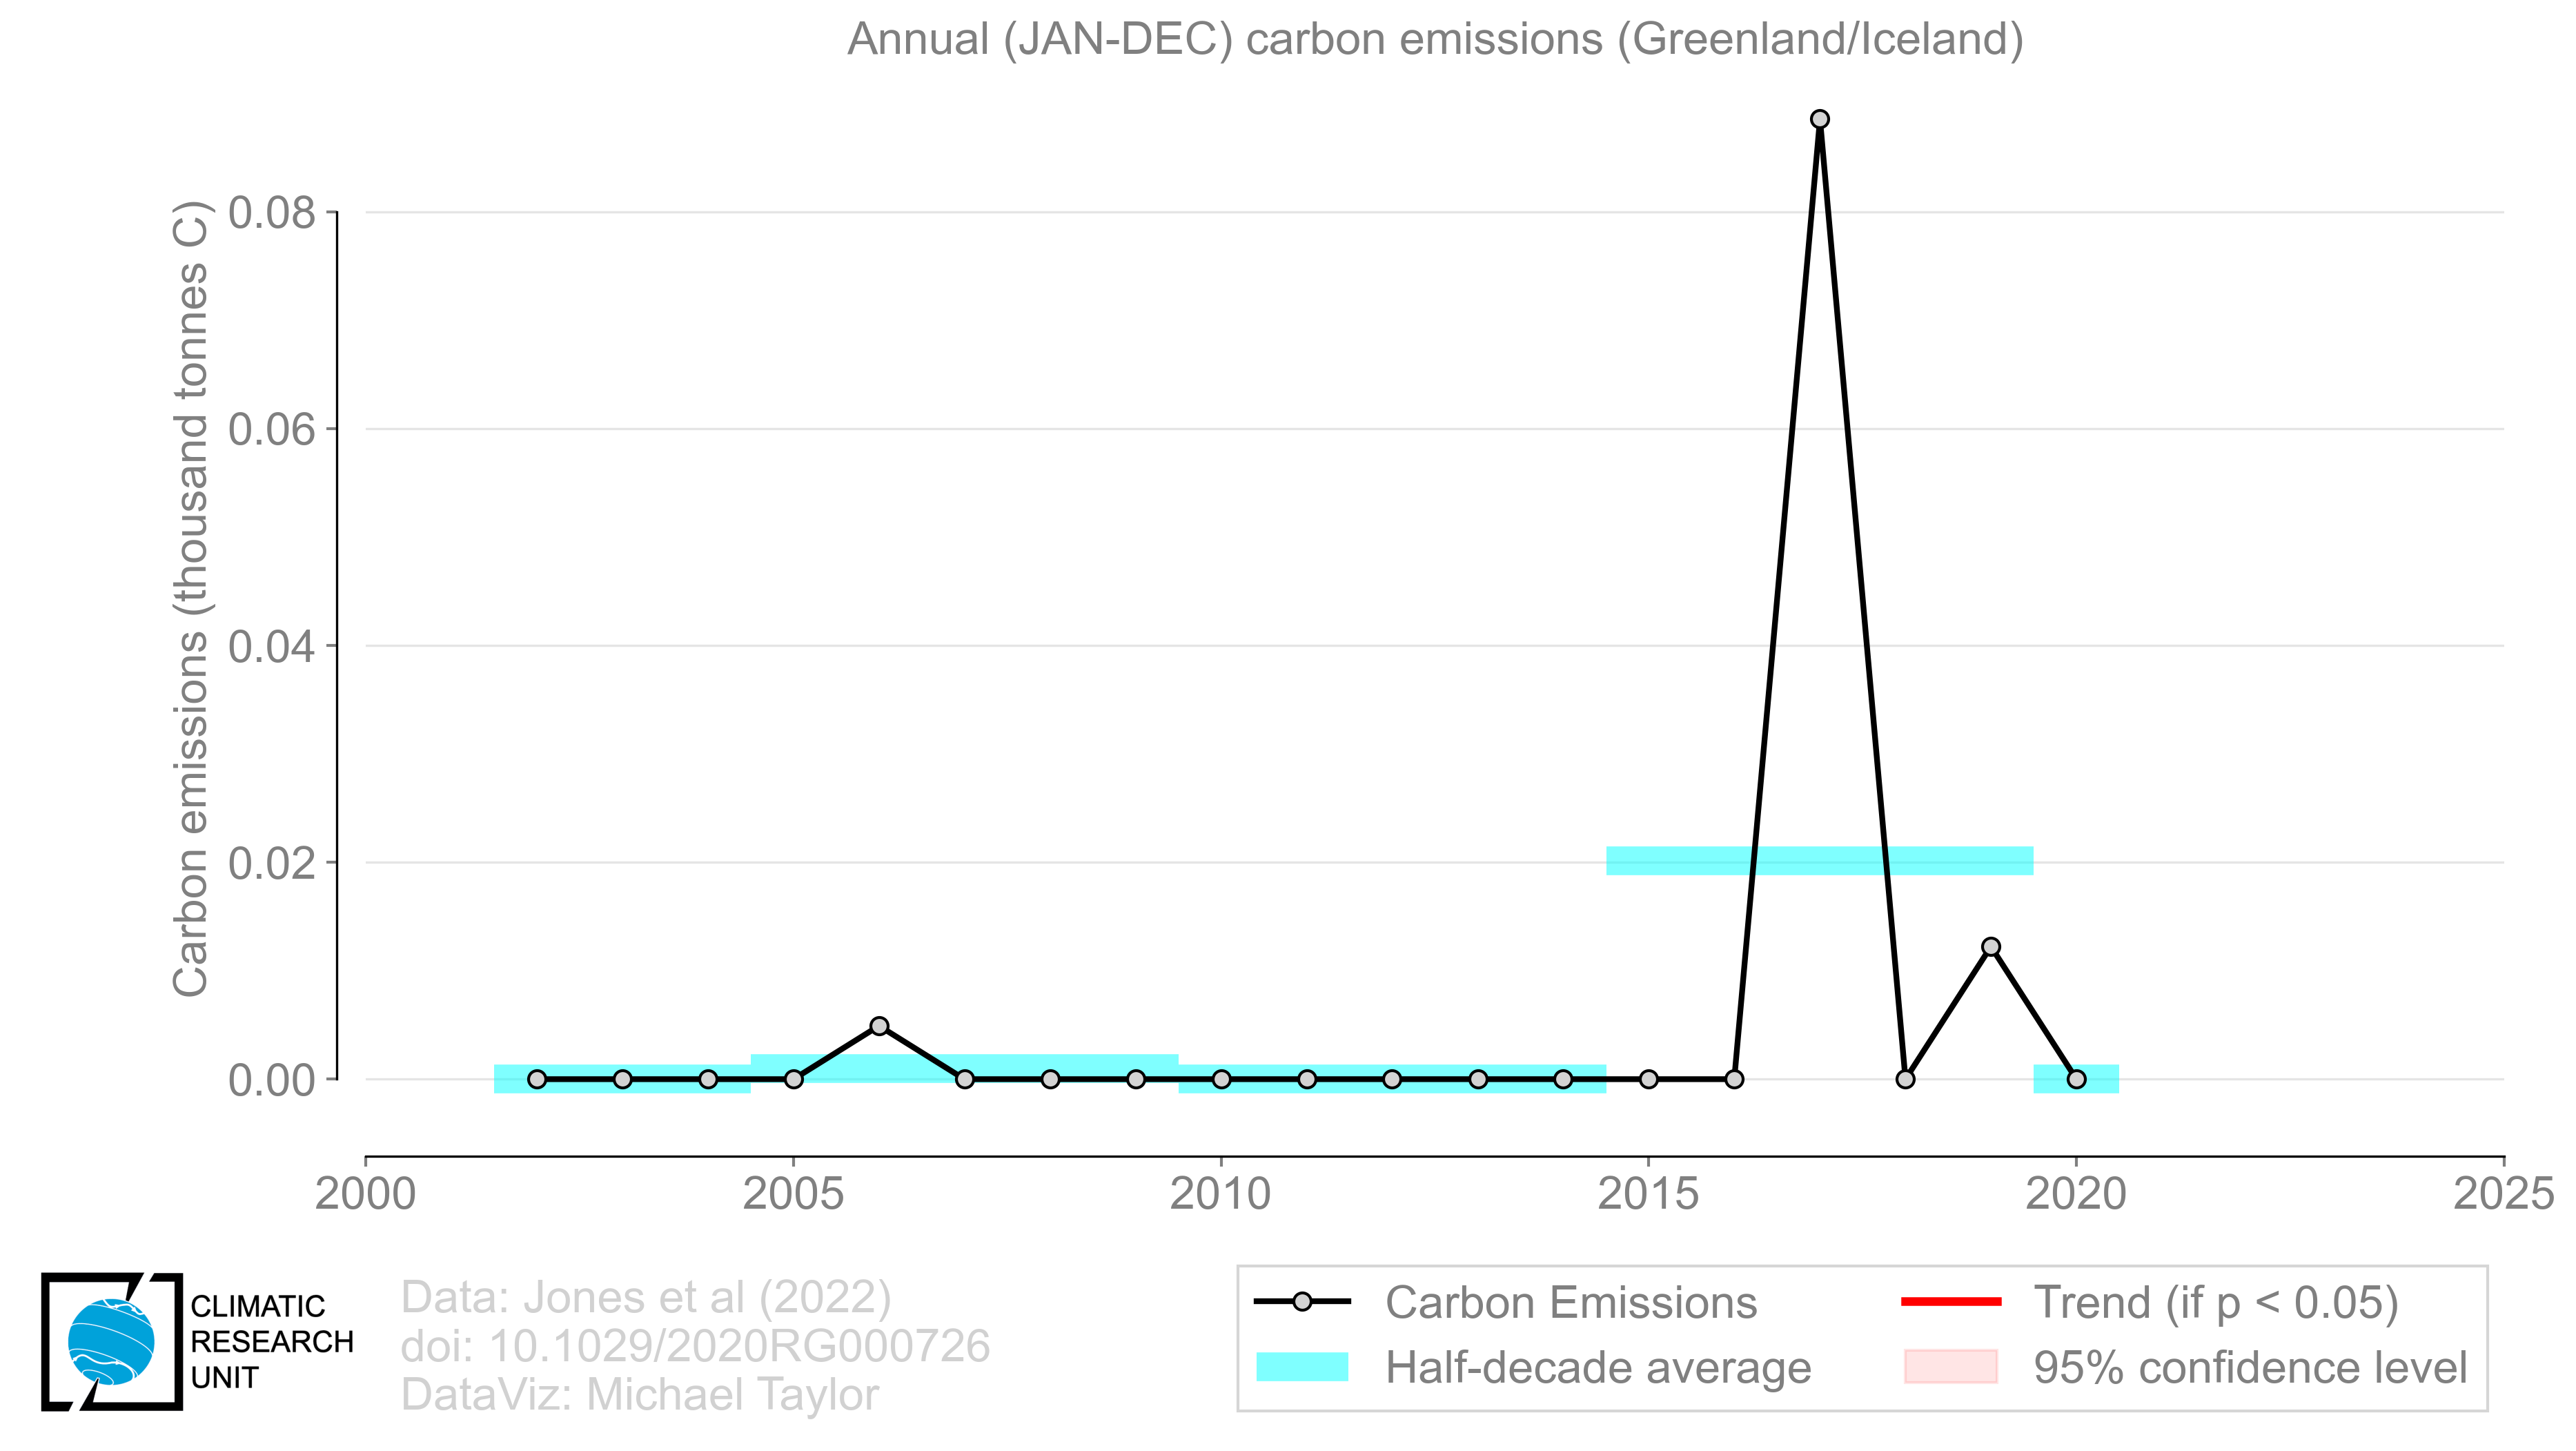 Annual (JAN-DEC) carbon emissions (Greenland/Iceland)
Carbon emissions (thousand tonnes C)
0.08
0.06
0.04
0.02
0.00
2000 2005 2010 2015 2020 2025
CLIMATIC
RESEARCH
UNIT
Data: Jones et al (2022)
doi: 10.1029/2020RG000726
DataViz: Michael Taylor
Carbon Emissions
Half-decade average
Trend (if p < 0.05)
95% confidence level